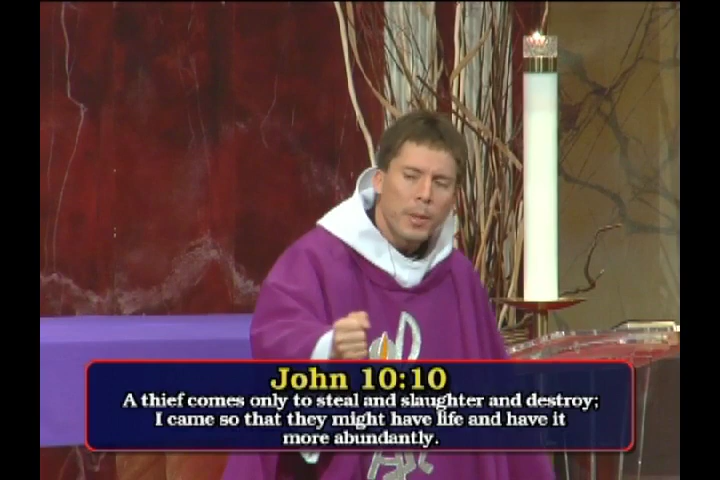 John 10:10
A thief comes only to steal and slaughter and destroy;
I came so that they might have life and have it
more abundantly.